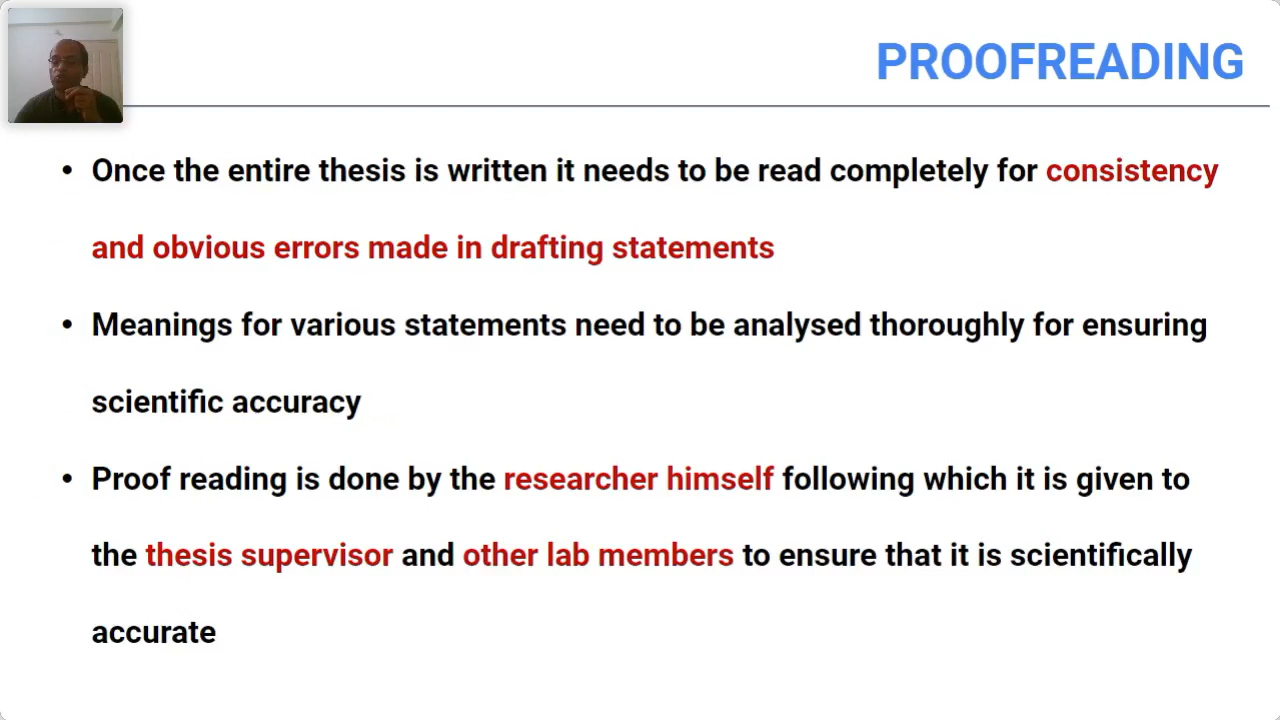 PROOFREADING
• Once the entire thesis is written it needs to be read completely for consistency
and obvious errors made in drafting statements
• Meanings for various statements need to be analysed thoroughly for ensuring
scientific accuracy
• Proof reading is done by the researcher himself following which it is given to
the thesis supervisor and other lab members to ensure that it is scientifically
accurate